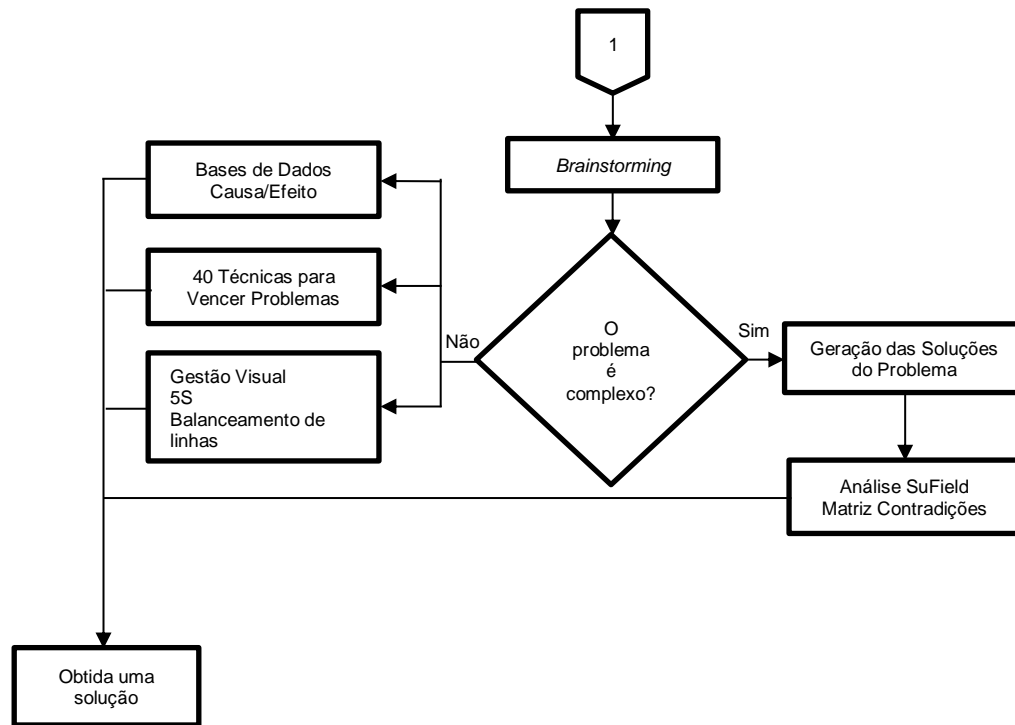 1
Brainstorming
Bases de Dados
Causa/Efeito
40 Técnicas para
Vencer Problemas
Gestão Visual
5S
Balanceamento de
linhas
Não
O
problema
é
complexo?
Sim
Geração das Soluções
do Problema
Análise SuField
Matriz Contradições
Obtida uma
solução